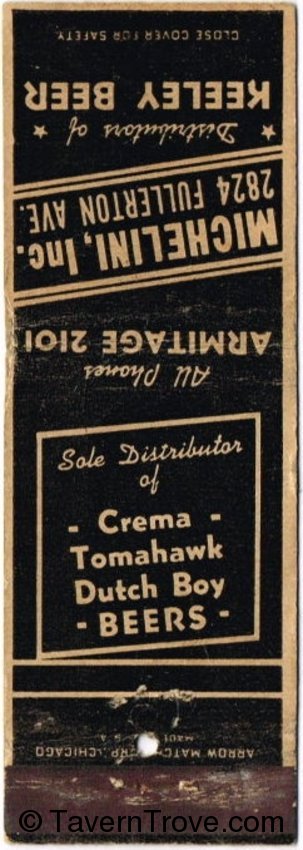 CLOSE COVER FOR SAFETY
Distributors of
KEELEY BEER
MICHELINI, Inc.
2824 FULLERTON AVE.
All Phones
ARMITAGE 2101
Sole Distributor
of
- Crema -
Tomahawk
Dutch Boy
- BEERS -
ARROW MATCH CORP., CHICAGO
© TavernTrove.com